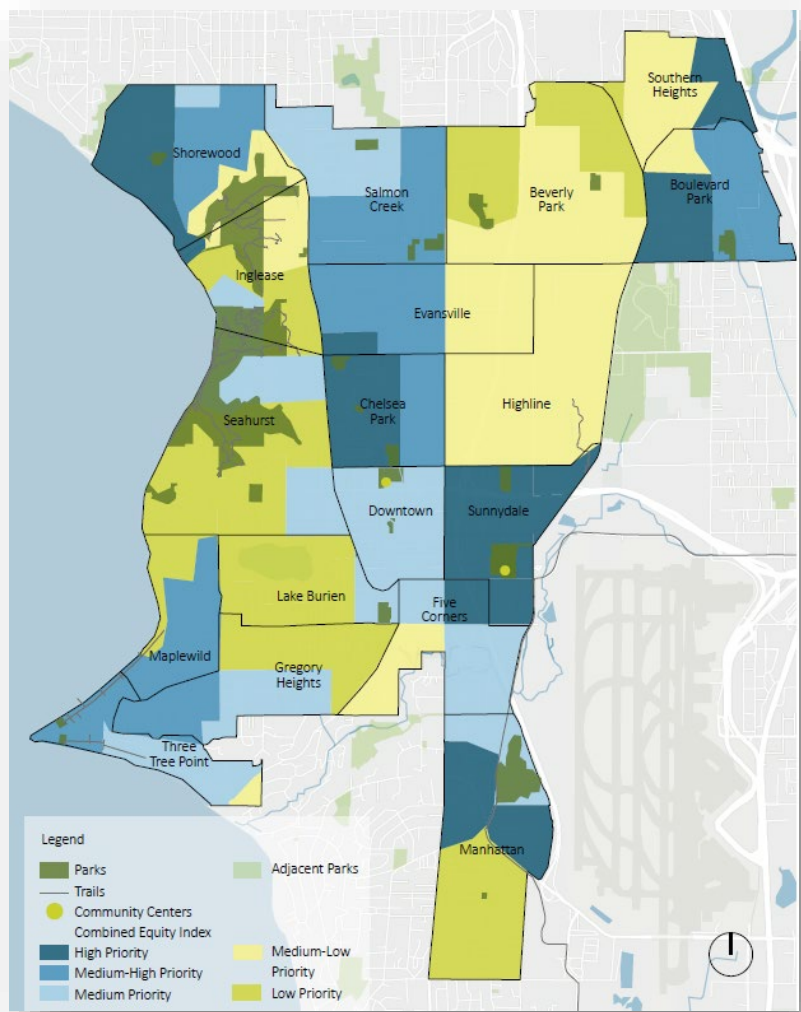 Southern
Heights
Shorewood
Salmon
Creek
Beverly
Park
Boulevard
Park
Inglease
Evansville
Seahurst
Chelsea
Park
Highline
Downtown
Sunnydale
Lake Burien
Five
Corners
Maplewild
Gregory
Heights
Three
Tree Point
Manhattan
Legend
Parks
Adjacent Parks
Trails
Community Centers
Combined Equity Index
High Priority
Medium-High Priority
Medium Priority
Medium-Low
Priority
Low Priority